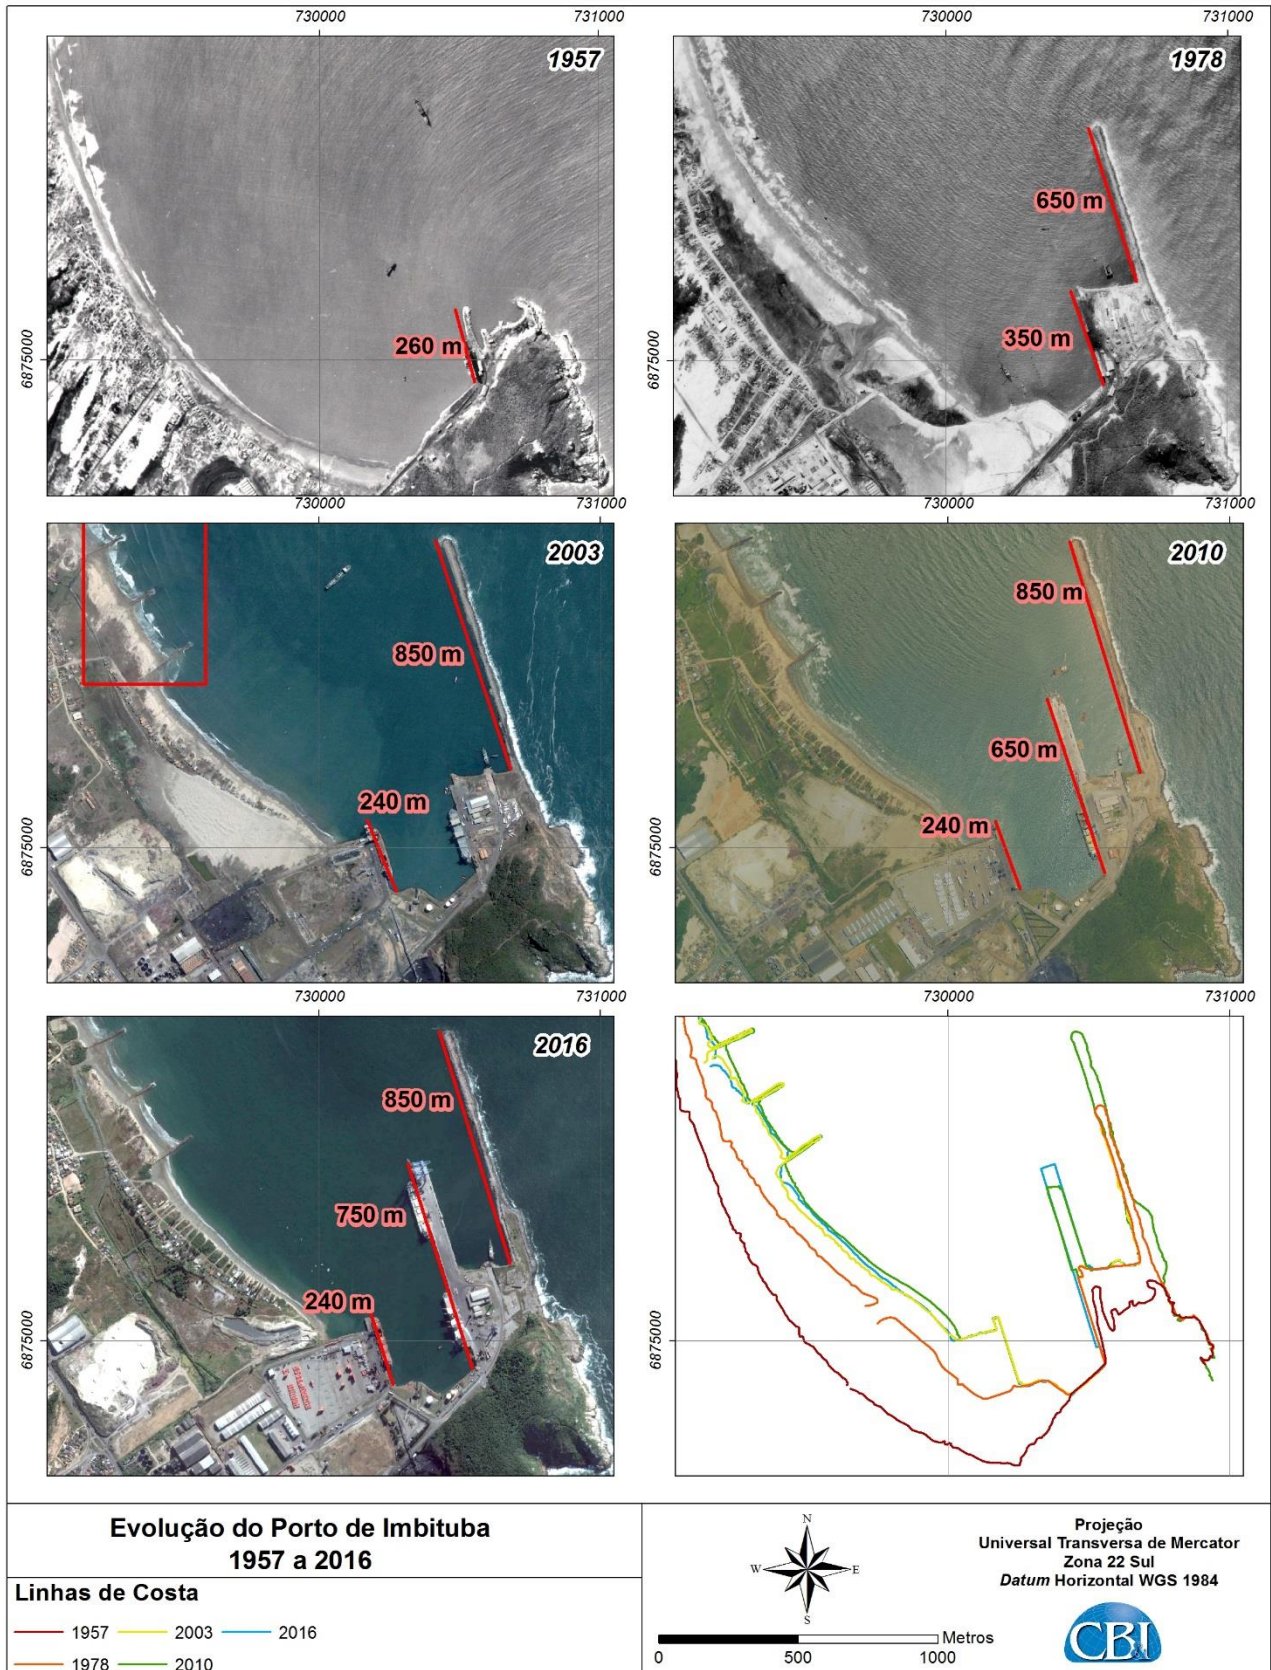 730000
731000
1957
260 m
6875000
730000
731000
1978
650 m
350 m
6875000
730000
731000
2003
850 m
240 m
6875000
730000
731000
2010
850 m
650 m
240 m
6875000
730000
731000
2016
850 m
750 m
240 m
6875000
730000
731000
6875000
Evolução do Porto de Imbituba
1957 a 2016
Linhas de Costa
1957
2003
2016
1978
2010
N
W
E
S
0
500
1000
Metros
Projeção
Universal Transversa de Mercator
Zona 22 Sul
Datum Horizontal WGS 1984
CB&I